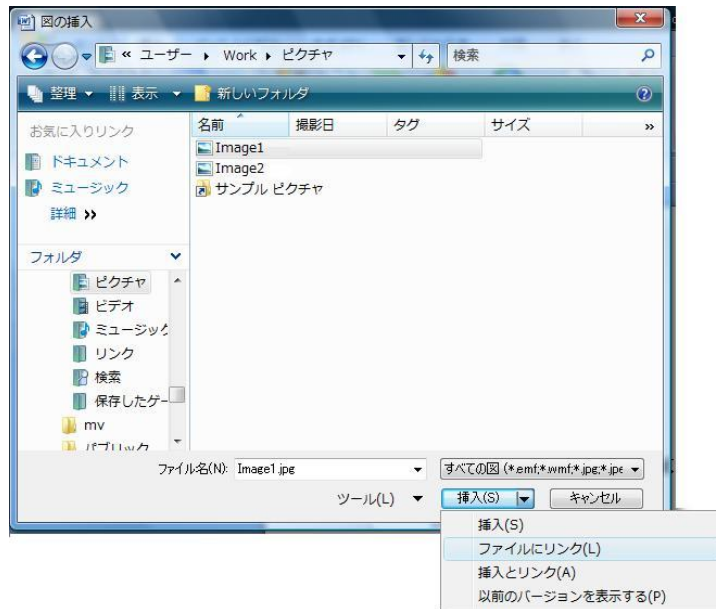 図の挿入
« ユーザー ▸ Work ▸ ピクチャ
検索
整理 表示 新しいフォルダ
お気に入りリンク
ドキュメント
ミュージック
詳細 »
名前 撮影日 タグ サイズ »
Image1
Image2
サンプル ピクチャ
フォルダ
ピクチャ
ビデオ
ミュージック
リンク
検索
保存したゲー
mv
パブリック
ファイル名(N): Image1.jpg
すべての図 (*.emf;*.wmf;*.jpg;*.jpe
ツール(L) 挿入(S) キャンセル
挿入(S)
ファイルにリンク(L)
挿入とリンク(A)
以前のバージョンを表示する(P)